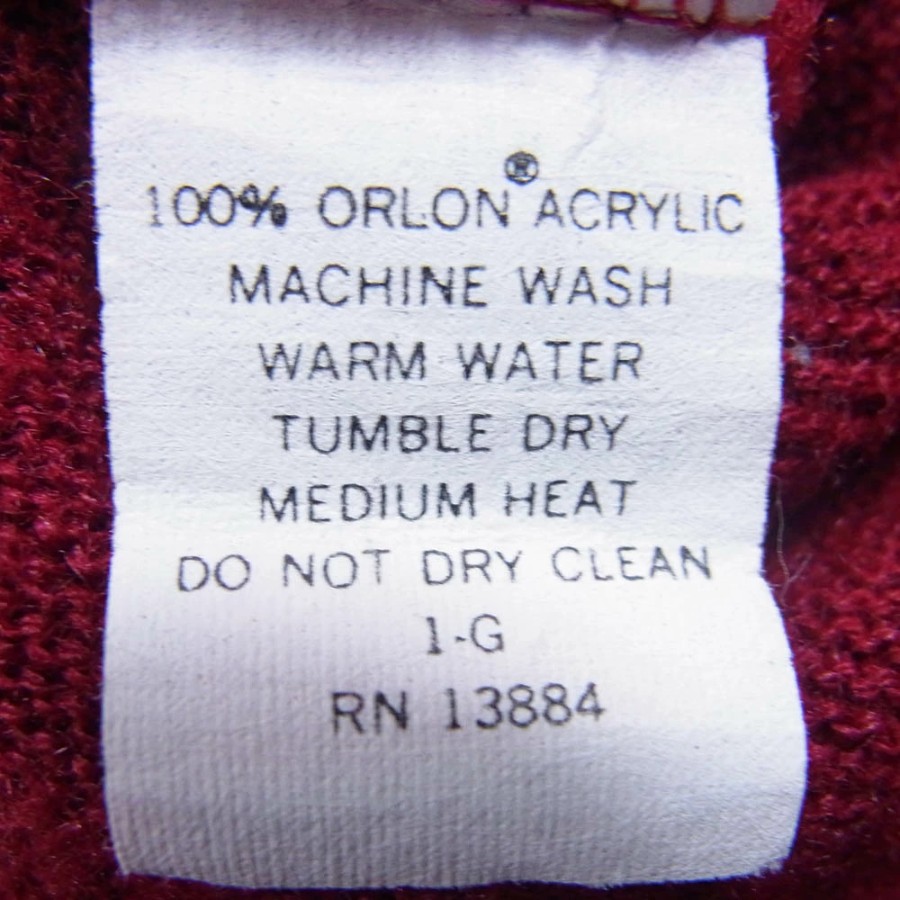 100% ORLON® ACRYLIC
MACHINE WASH
WARM WATER
TUMBLE DRY
MEDIUM HEAT
DO NOT DRY CLEAN
1-G
RN 13884